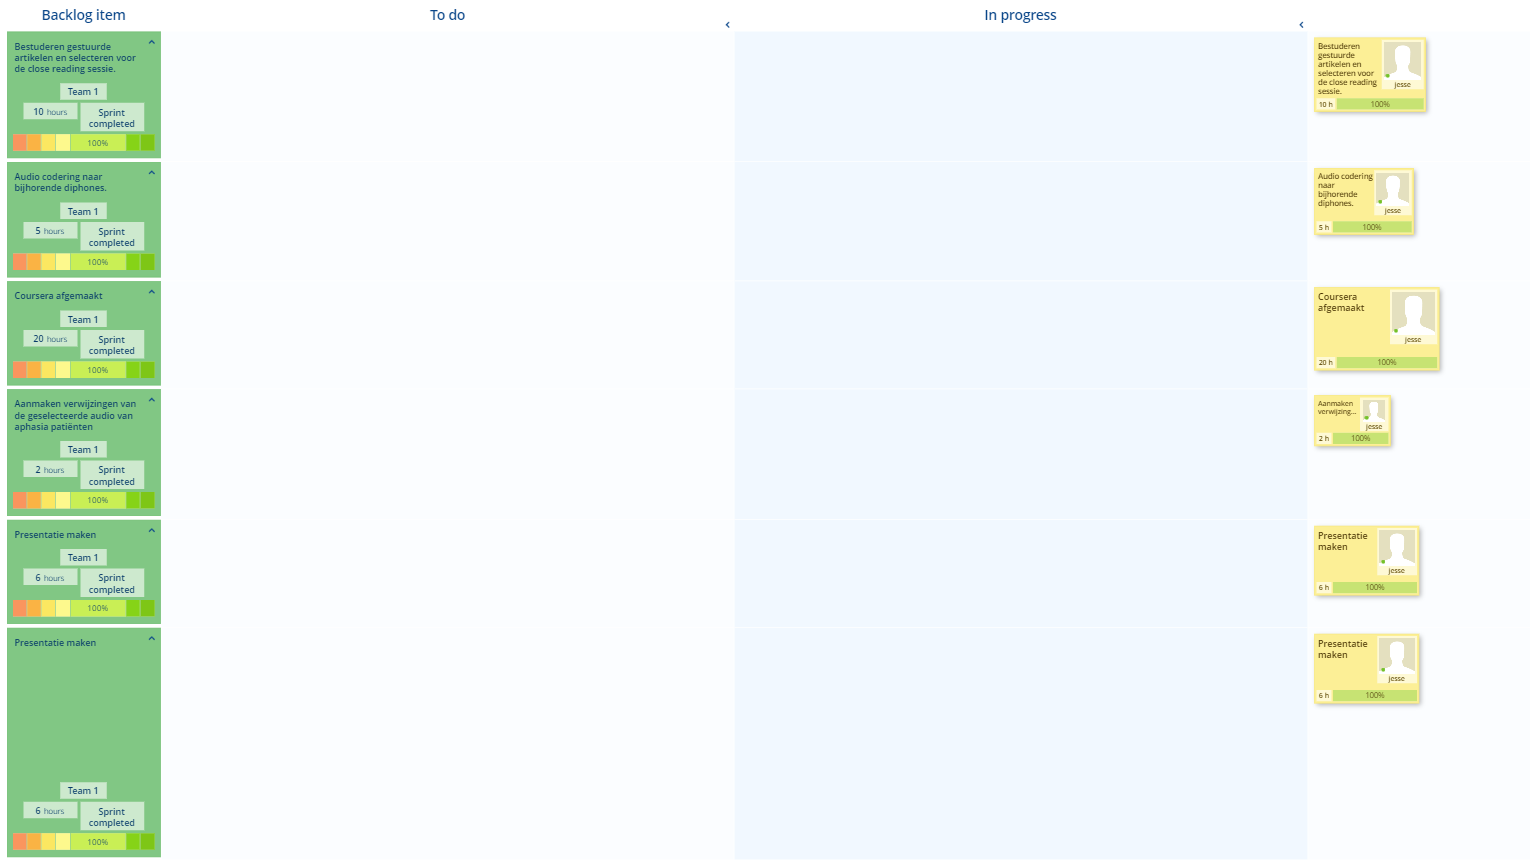 Backlog item
To do
In progress
Bestuderen gestuurde
artikelen en selecteren voor
de close reading sessie.
Team 1
10 hours
Sprint
completed
100%
Bestuderen
gestuurde
artikelen en
selecteren voor
de close reading
sessie.
jesse
10 h
100%
Audio codering naar
bijhorende diphones.
Team 1
5 hours
Sprint
completed
100%
Audio codering
naar
bijhorende
diphones.
jesse
5 h
100%
Coursera afgemaakt
Team 1
20 hours
Sprint
completed
100%
Coursera
afgemaakt
jesse
20 h
100%
Aanmaken verwijzingen van
de geselecteerde audio van
aphasia patiënten
Team 1
2 hours
Sprint
completed
100%
Aanmaken
verwijzing...
jesse
2 h
100%
Presentatie maken
Team 1
6 hours
Sprint
completed
100%
Presentatie
maken
jesse
6 h
100%
Presentatie maken
Team 1
6 hours
Sprint
completed
100%
Presentatie
maken
jesse
6 h
100%